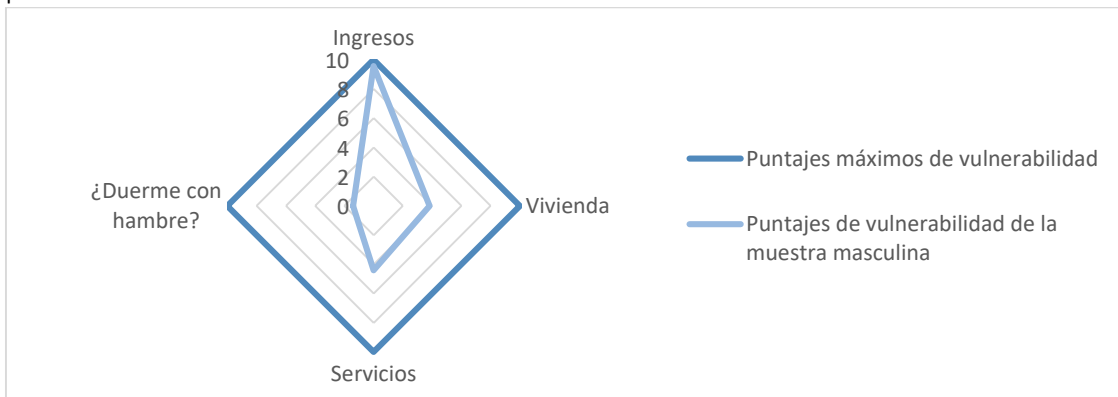 Ingresos
10
8
6
4
2
0
¿Duerme con
hambre?
Vivienda
Servicios
Puntajes máximos de vulnerabilidad
Puntajes de vulnerabilidad de la
muestra masculina